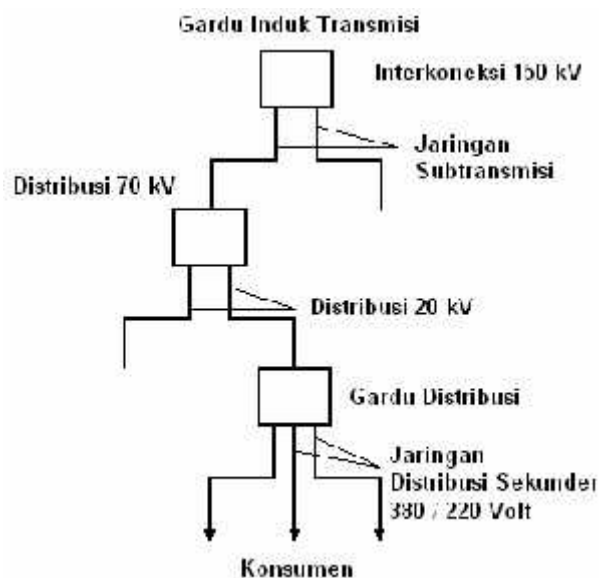 Gardu Induk Transmisi
Interkoneksi 150 kV
Jaringan
Subtransmisi
Distribusi 70 kV
Distribusi 20 kV
Gardu Distribusi
Jaringan
Distribusi Sekunder
380 / 220 Volt
Konsumen